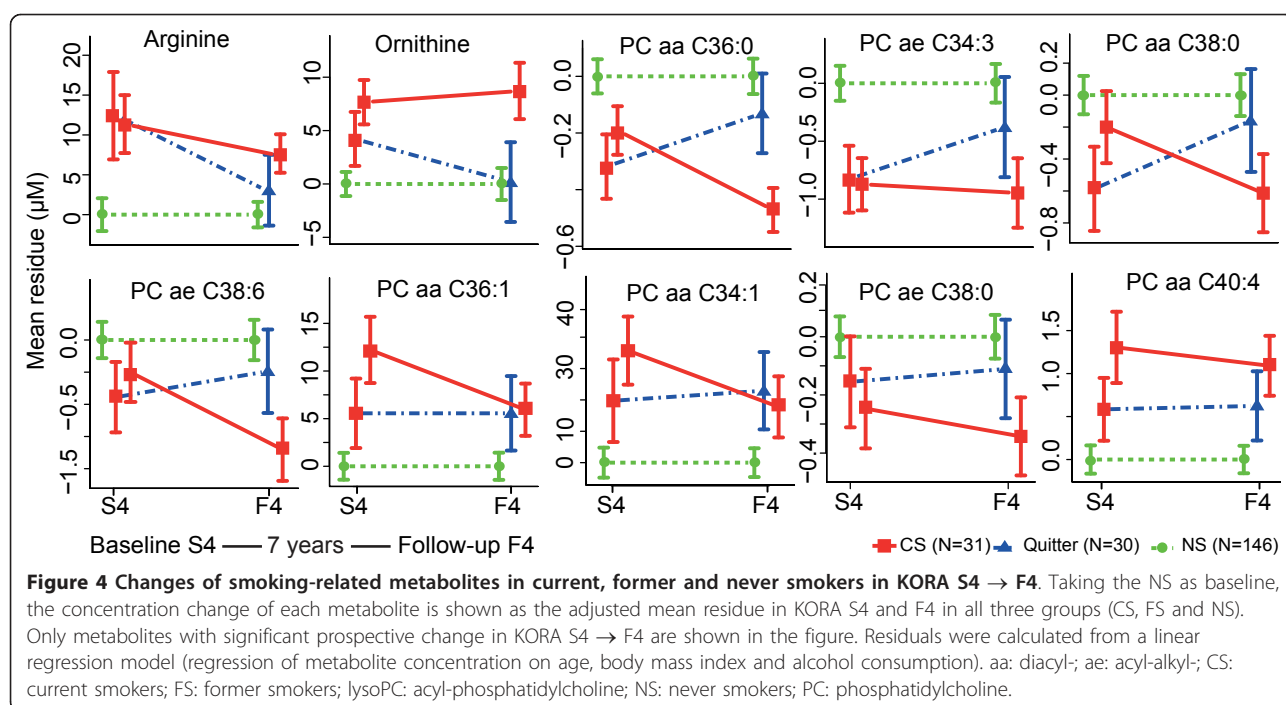 Arginine
Ornithine
PC aa C36:0
PC ae C34:3
PC aa C38:0
Mean residue (μM)
0 5 10 15 20
−5 0 5 10
−0.6 −0.2 0.0
−1.0 −0.5 0.0
−0.8 −0.6 −0.4 −0.2 0.0 0.2
PC ae C38:6
PC aa C36:1
PC aa C34:1
PC ae C38:0
PC aa C40:4
−1.5 −0.5 0.0
0 5 10 15
0 10 20 30 40
−0.4 −0.3 −0.2 0.0 0.1 0.2
0.0 1.0 1.5
S4 F4 S4 F4 S4 F4 S4 F4 S4 F4
Baseline S4 — 7 years — Follow-up F4
CS (N=31) Quitter (N=30) NS (N=146)
Figure 4 Changes of smoking-related metabolites in current, former and never smokers in KORA S4 → F4. Taking the NS as baseline,
the concentration change of each metabolite is shown as the adjusted mean residue in KORA S4 and F4 in all three groups (CS, FS and NS).
Only metabolites with significant prospective change in KORA S4 → F4 are shown in the figure. Residuals were calculated from a linear
regression model (regression of metabolite concentration on age, body mass index and alcohol consumption). aa: diacyl-; ae: acyl-alkyl-; CS:
current smokers; FS: former smokers; lysoPC: acyl-phosphatidylcholine; NS: never smokers; PC: phosphatidylcholine.